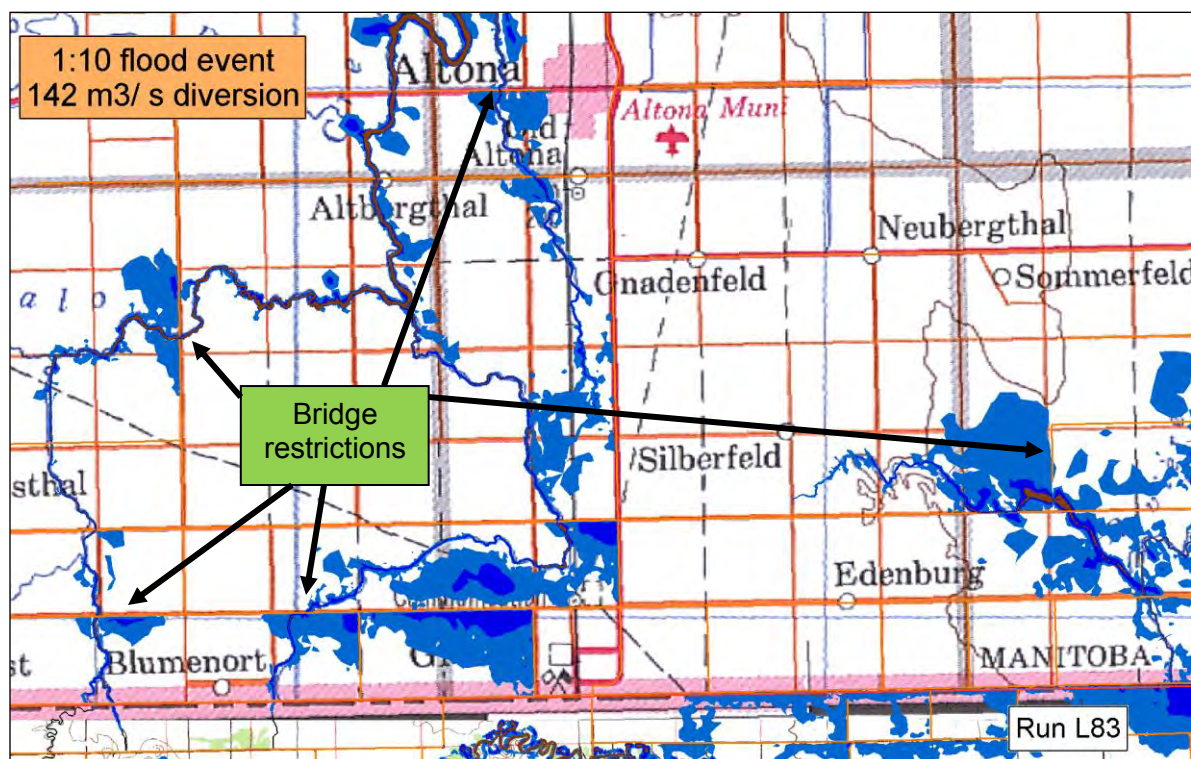 1:10 flood event
142 m3/ s diversion
Altona
Altona Muni
Old
Altona
Altbergthal
Neubergthal
Gnadenfeld
Sommerfeld
a l o
Bridge
restrictions
Silberfeld
sthal
Edenburg
Blumenort
MANITOBA
st
Run L83